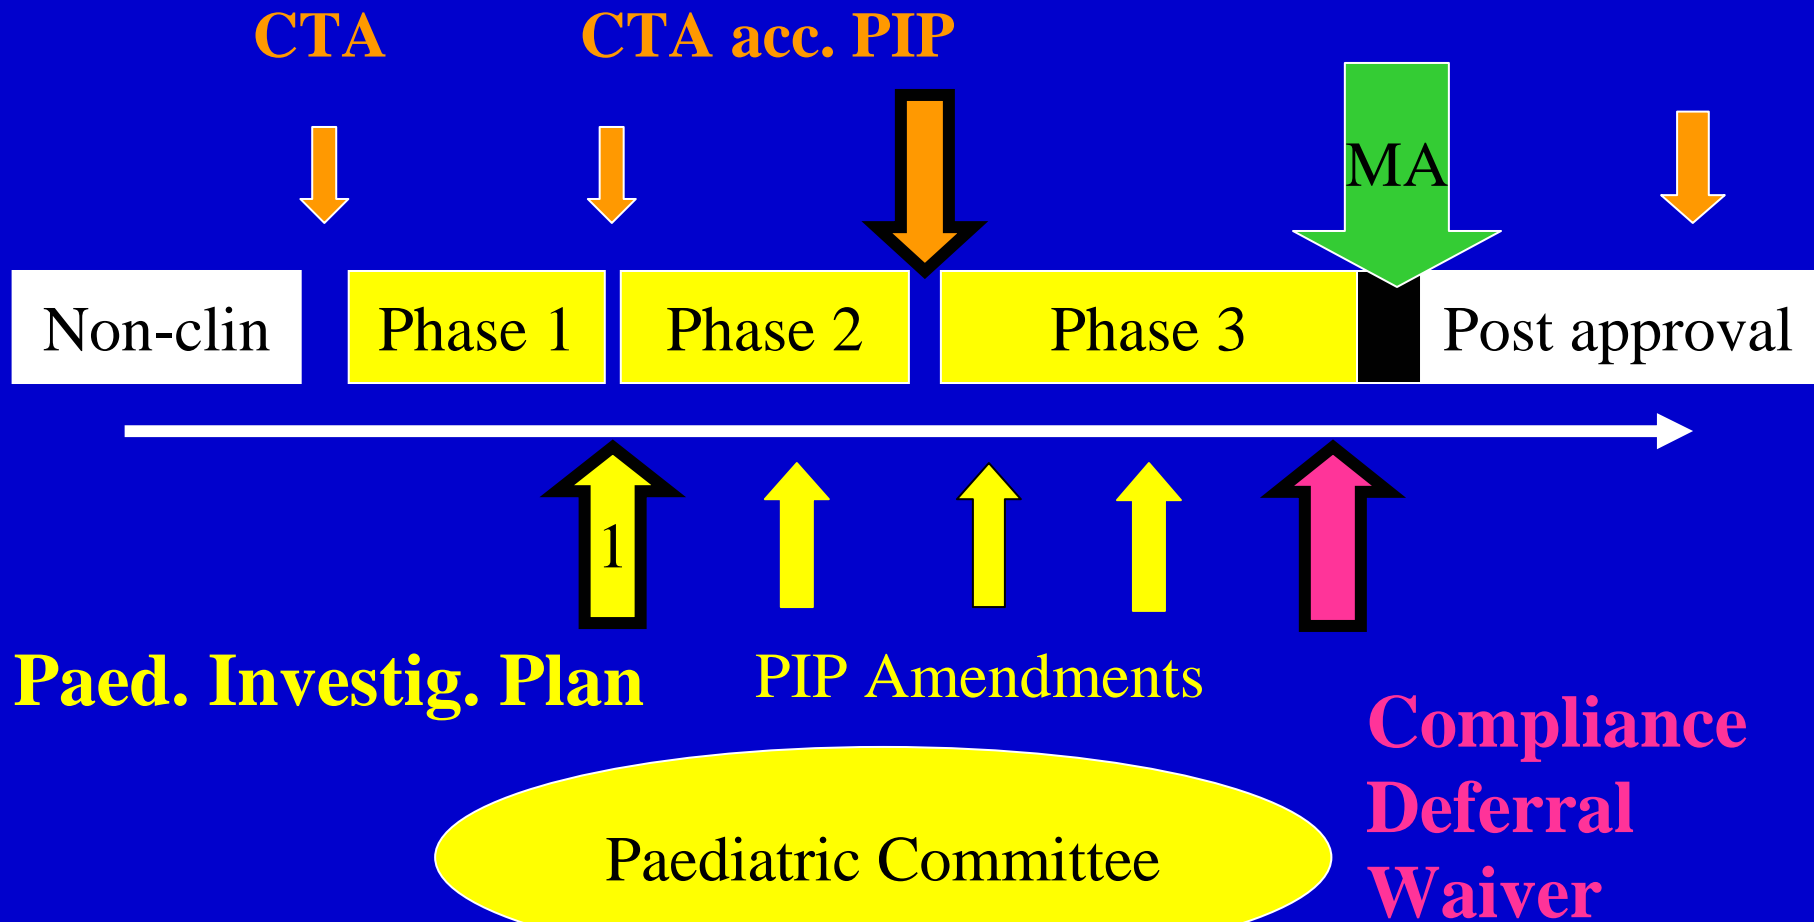 CTA
CTA acc. PIP
MA
Non-clin
Phase 1
Phase 2
Phase 3
Post approval
1
Paed. Investig. Plan
PIP Amendments
Compliance
Deferral
Waiver
Paediatric Committee